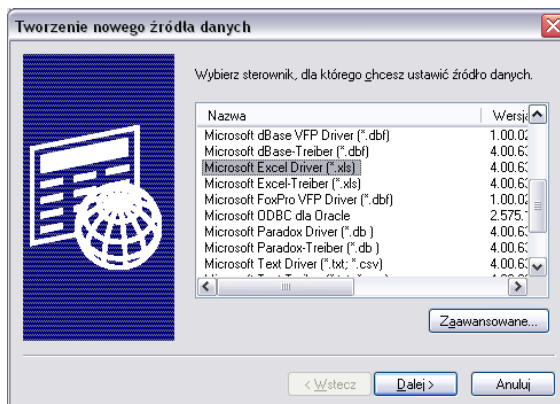 Tworzenie nowego źródła danych
Wybierz sterownik, dla którego chcesz ustawić źródło danych.
Nazwa Wersja
Microsoft dBase VFP Driver (*.dbf) 1.00.02
Microsoft dBase-Treiber (*.dbf) 4.00.63
Microsoft Excel Driver (*.xls) 4.00.63
Microsoft Excel-Treiber (*.xls) 4.00.63
Microsoft FoxPro VFP Driver (*.dbf) 1.00.02
Microsoft ODBC dla Oracle 2.575.
Microsoft Paradox Driver (*.db ) 4.00.63
Microsoft Paradox-Treiber (*.db ) 4.00.63
Microsoft Text Driver (*.txt; *.csv) 4.00.63
Zaawansowane...
< Wstecz Dalej > Anuluj